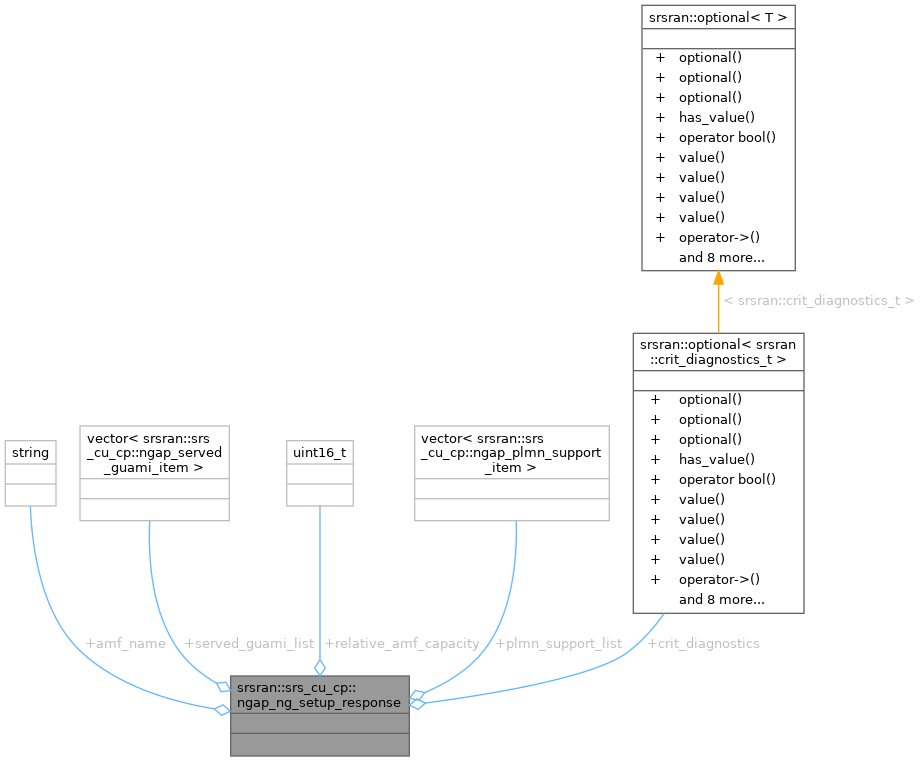 srsran::optional< T >
+ optional()
+ optional()
+ optional()
+ has_value()
+ operator bool()
+ value()
+ value()
+ value()
+ value()
+ operator->()
and 8 more...
< srsran::crit_diagnostics_t >
srsran::optional< srsran
::crit_diagnostics_t >
+ optional()
+ optional()
+ optional()
+ has_value()
+ operator bool()
+ value()
+ value()
+ value()
+ value()
+ operator->()
and 8 more...
string
vector< srsran::srs
_cu_cp::ngap_served
_guami_item >
uint16_t
vector< srsran::srs
_cu_cp::ngap_plmn_support
_item >
+amf_name
+served_guami_list
+relative_amf_capacity
+plmn_support_list
+crit_diagnostics
srsran::srs_cu_cp::
ngap_ng_setup_response